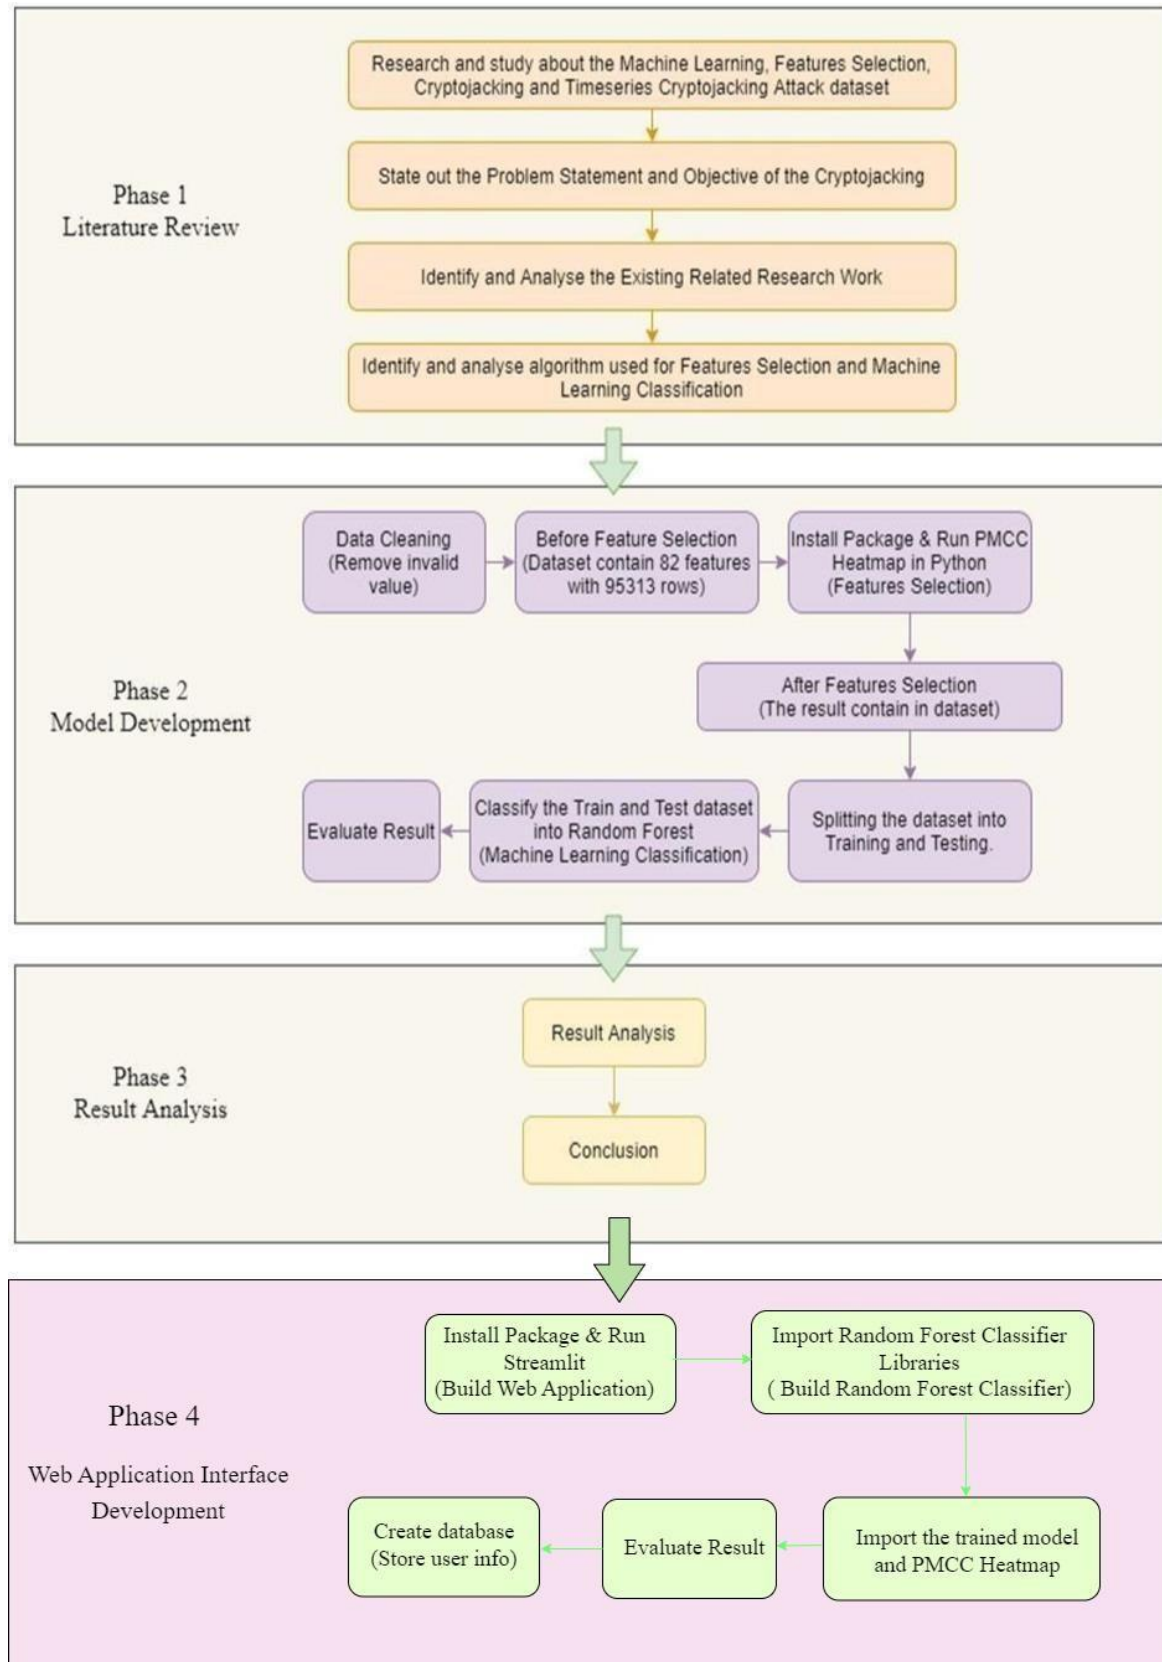 Phase 1
Literature Review
Research and study about the Machine Learning, Features Selection,
Cryptojacking and Timeseries Cryptojacking Attack dataset
State out the Problem Statement and Objective of the Cryptojacking
Identify and Analyse the Existing Related Research Work
Identify and analyse algorithm used for Features Selection and Machine
Learning Classification
Phase 2
Model Development
Data Cleaning
(Remove invalid
value)
Before Feature Selection
(Dataset contain 82 features
with 95313 rows)
Install Package & Run PMCC
Heatmap in Python
(Features Selection)
After Features Selection
(The result contain in dataset)
Splitting the dataset into
Training and Testing.
Classify the Train and Test dataset
into Random Forest
(Machine Learning Classification)
Evaluate Result
Phase 3
Result Analysis
Result Analysis
Conclusion
Phase 4
Web Application Interface
Development
Install Package & Run
Streamlit
(Build Web Application)
Import Random Forest Classifier
Libraries
( Build Random Forest Classifier)
Import the trained model
and PMCC Heatmap
Evaluate Result
Create database
(Store user info)